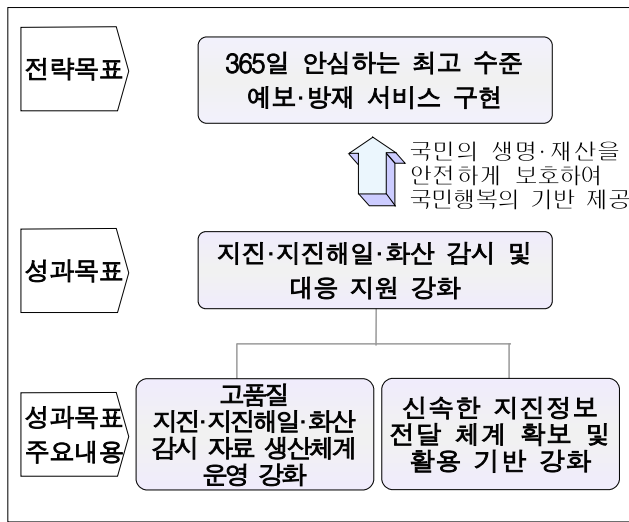 전략목표
365일 안심하는 최고 수준
예보·방재 서비스 구현
국민의 생명·재산을
안전하게 보호하여
국민행복의 기반 제공
성과목표
지진·지진해일·화산 감시 및
대응 지원 강화
성과목표
주요내용
고품질
지진·지진해일·화산
감시 자료 생산체계
운영 강화
신속한 지진정보
전달 체계 확보 및
활용 기반 강화